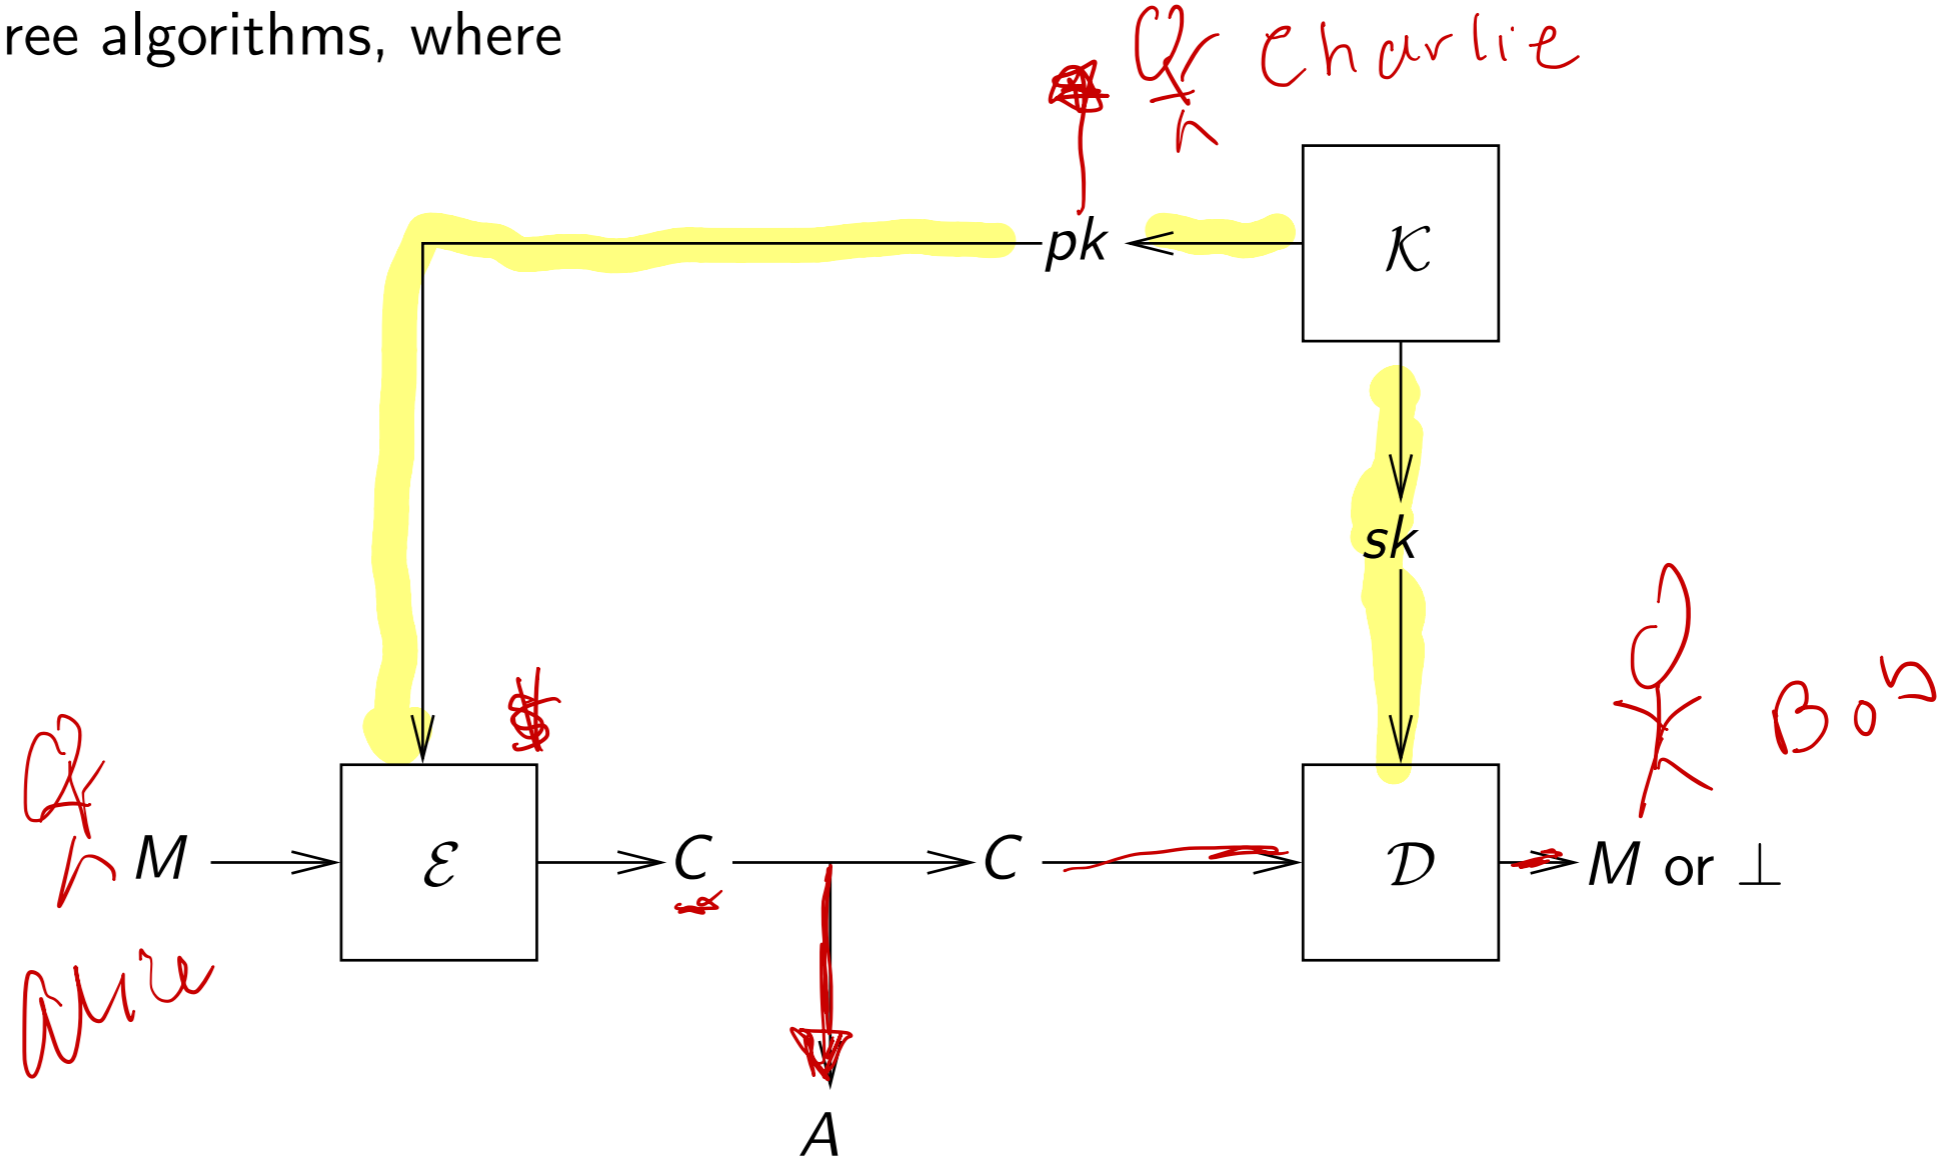 ree algorithms, where
Charlie
pk
K
sk
$
Bob
M
E
C
C
D
M or ⊥
Alice
A